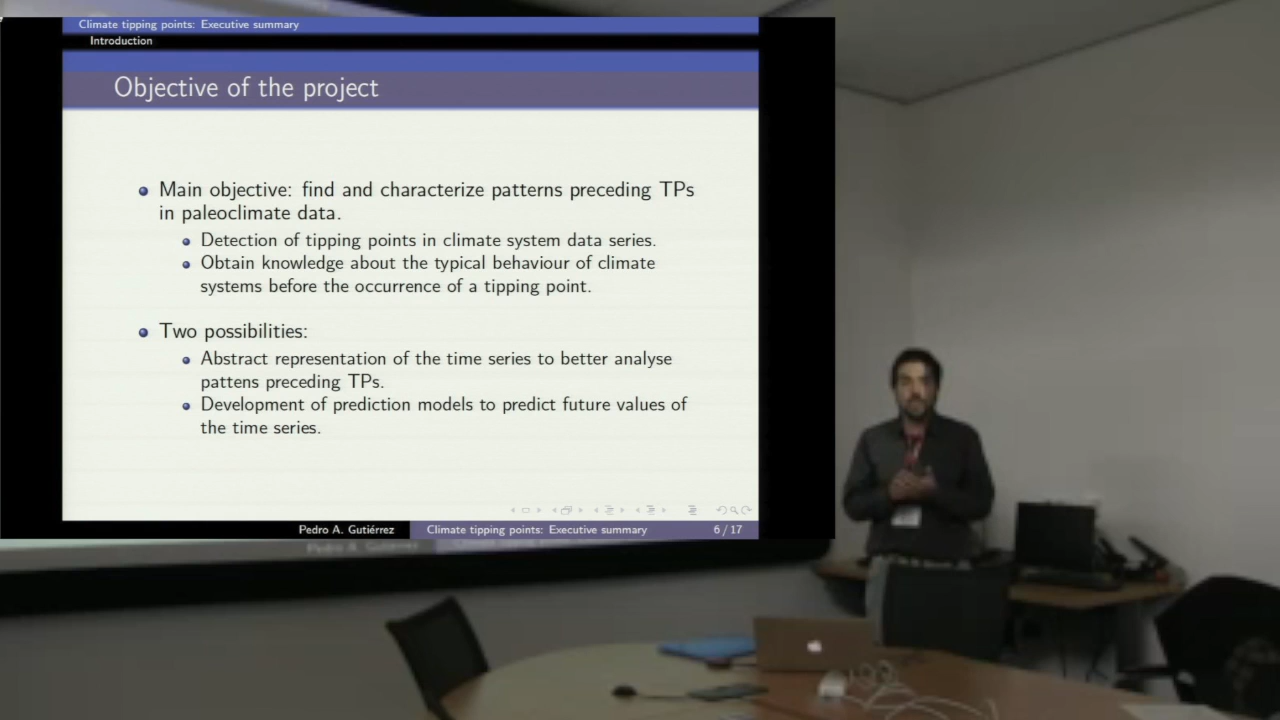 Climate tipping points: Executive summary
Introduction
Objective of the project
Main objective: find and characterize patterns preceding TPs
in paleoclimate data.
Detection of tipping points in climate system data series.
Obtain knowledge about the typical behaviour of climate
systems before the occurrence of a tipping point.
Two possibilities:
Abstract representation of the time series to better analyse
pattens preceding TPs.
Development of prediction models to predict future values of
the time series.
Pedro A. Gutiérrez Climate tipping points: Executive summary 6 / 17
Pedro A. Gutiérrez